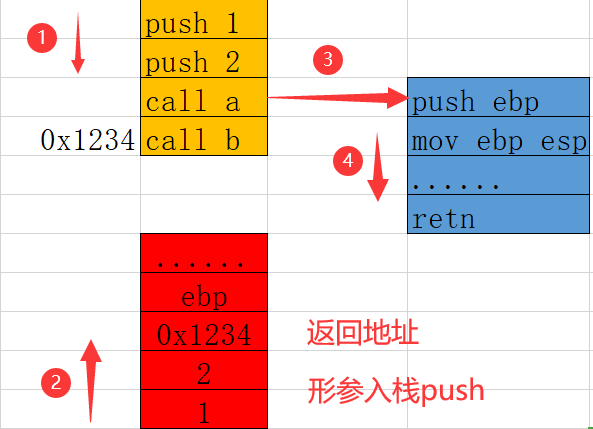 1
push 1
push 2
3
call a
push ebp
0x1234
call b
mov ebp esp
4
......
retn
......
ebp
0x1234
返回地址
2
2
形参入栈push
1